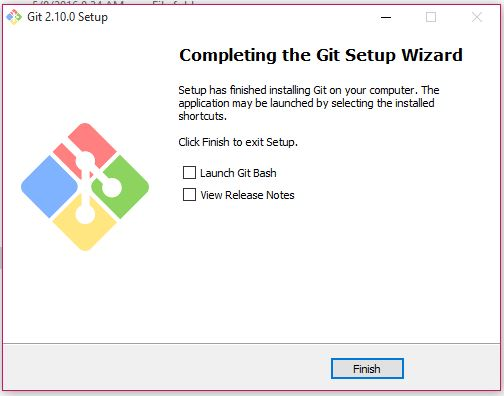 Git 2.10.0 Setup
Completing the Git Setup Wizard
Setup has finished installing Git on your computer. The
application may be launched by selecting the installed
shortcuts.
Click Finish to exit Setup.
Launch Git Bash
View Release Notes
Finish